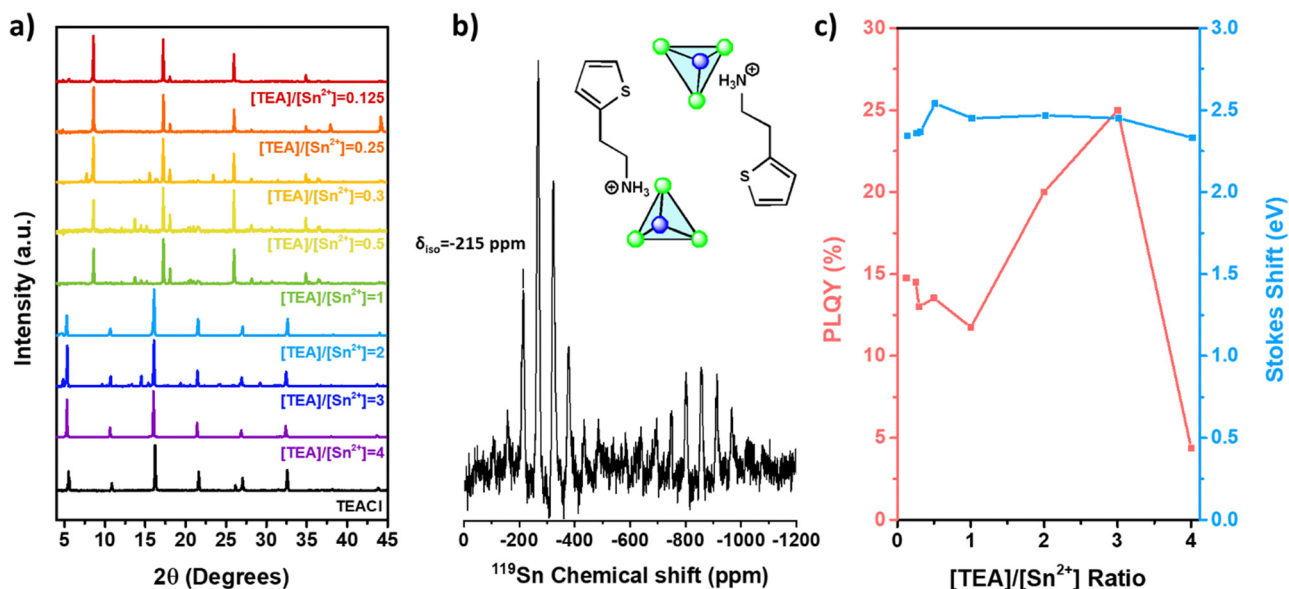 a)
Intensity (a.u.)
[TEA]/[Sn²⁺]=0.125
[TEA]/[Sn²⁺]=0.25
[TEA]/[Sn²⁺]=0.3
[TEA]/[Sn²⁺]=0.5
[TEA]/[Sn²⁺]=1
[TEA]/[Sn²⁺]=2
[TEA]/[Sn²⁺]=3
[TEA]/[Sn²⁺]=4
TEACl
5 10 15 20 25 30 35 40 45
2θ (Degrees)
b)
S
⊕NH₃
H₃N⊕
S
δiso=-215 ppm
0 -200 -400 -600 -800 -1000 -1200
¹¹⁹Sn Chemical shift (ppm)
c)
PLQY (%)
30
25
20
15
10
5
0
3.0
2.5
2.0
1.5
1.0
0.5
0.0
Stokes Shift (eV)
0 1 2 3 4
[TEA]/[Sn²⁺] Ratio